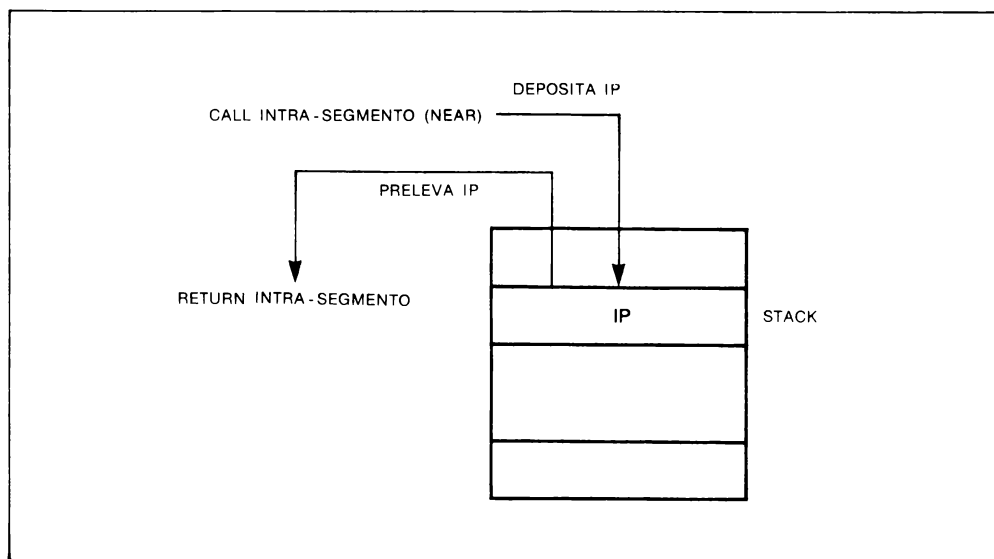 DEPOSITA IP
CALL INTRA-SEGMENTO (NEAR)
PRELEVA IP
RETURN INTRA-SEGMENTO
IP
STACK